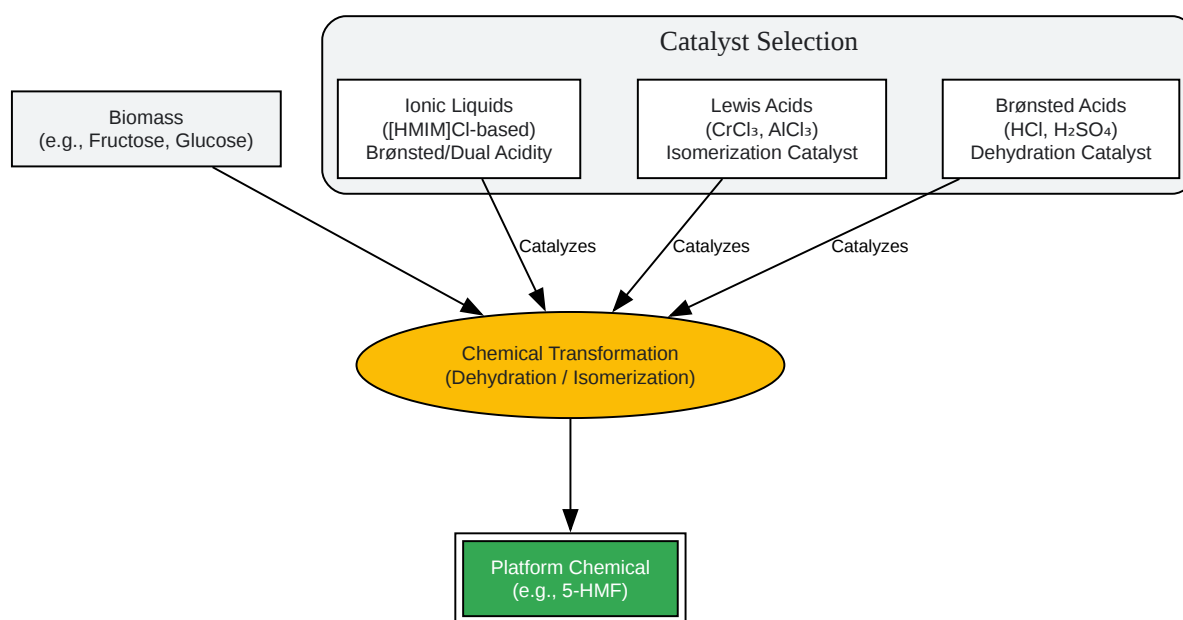 Catalyst Selection
Biomass
(e.g., Fructose, Glucose)
Ionic Liquids
([HMIM]Cl-based)
Brønsted/Dual Acidity
Lewis Acids
(CrCl₃, AlCl₃)
Isomerization Catalyst
Brønsted Acids
(HCl, H₂SO₄)
Dehydration Catalyst
Catalyzes
Catalyzes
Catalyzes
Chemical Transformation
(Dehydration / Isomerization)
Platform Chemical
(e.g., 5-HMF)